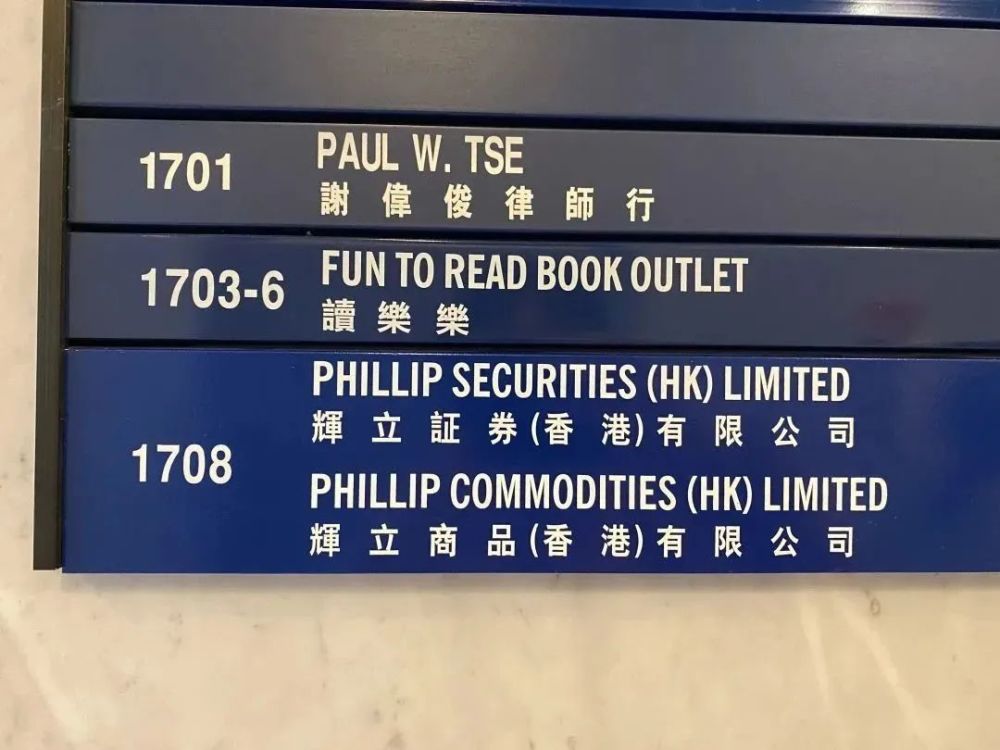 1701
PAUL W. TSE
謝偉俊律師行
1703-6
FUN TO READ BOOK OUTLET
讀樂樂
1708
PHILLIP SECURITIES (HK) LIMITED
輝立証券(香港)有限公司
PHILLIP COMMODITIES (HK) LIMITED
輝立商品(香港)有限公司